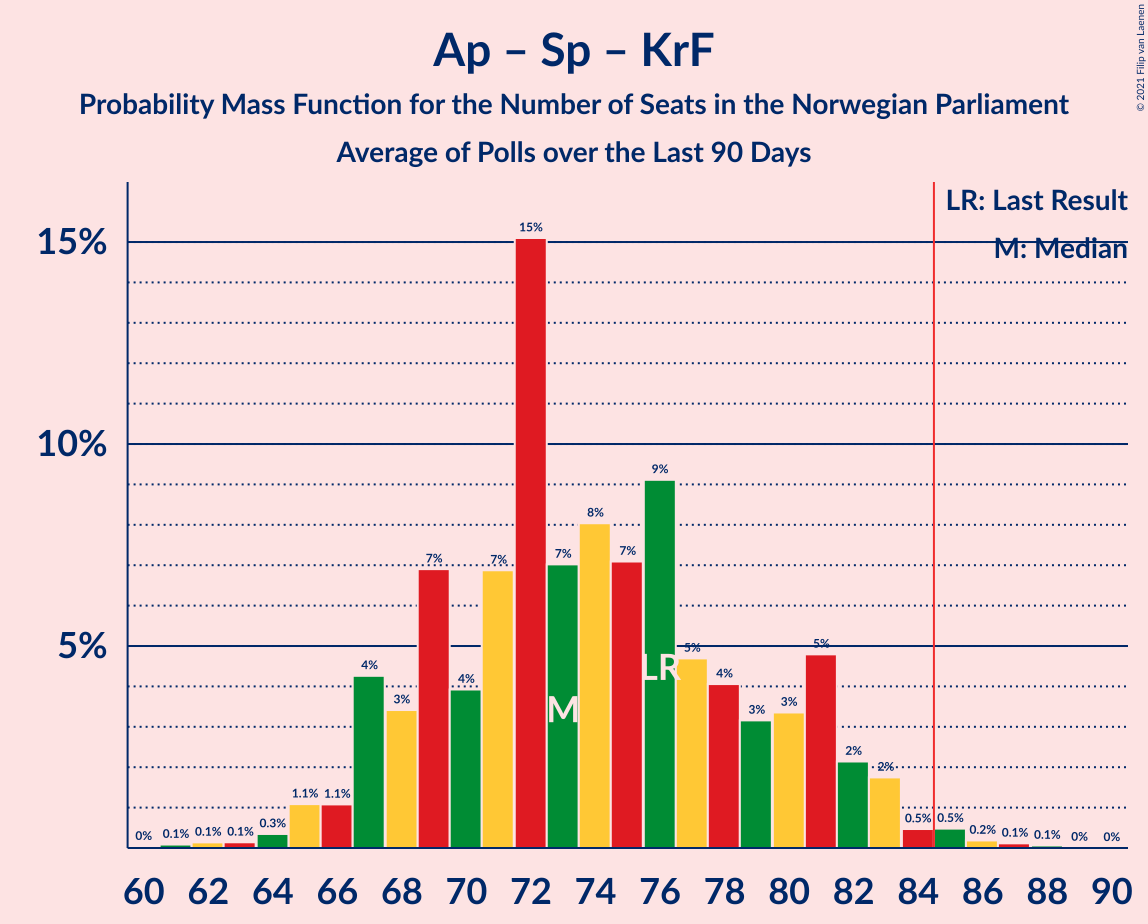 Ap – Sp – KrF
Probability Mass Function for the Number of Seats in the Norwegian Parliament
Average of Polls over the Last 90 Days
© 2021 Filip van Laenen
LR: Last Result
M: Median
15%
10%
5%
0% 0.1% 0.1% 0.1% 0.3% 1.1% 1.1% 4% 3% 7% 4% 7% 15% 7% 8% 7% 9% 5% 4% 3% 3% 5% 2% 2% 0.5% 0.5% 0.2% 0.1% 0.1% 0% 0%
M
LR
60 62 64 66 68 70 72 74 76 78 80 82 84 86 88 90